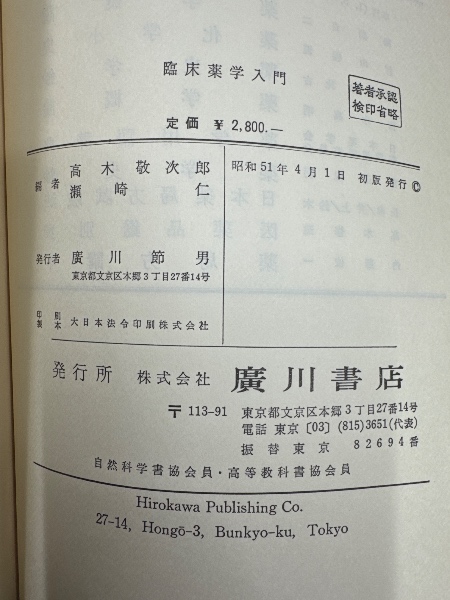 臨床薬学入門
著者承認
検印省略
定価 ￥2,800.—
編者 高木敬次郎
瀬崎仁
昭和51年4月1日 初版発行©
発行者 廣川節男
東京都文京区本郷3丁目27番14号
印刷
製本 大日本法令印刷株式会社
発行所 株式会社 廣川書店
〒113-91 東京都文京区本郷3丁目27番14号
電話 東京〔03〕(815)3651(代表)
振替 東京 82694番
自然科学書協会員・高等教科書協会員
Hirokawa Publishing Co.
27-14, Hongō-3, Bunkyo-ku, Tokyo